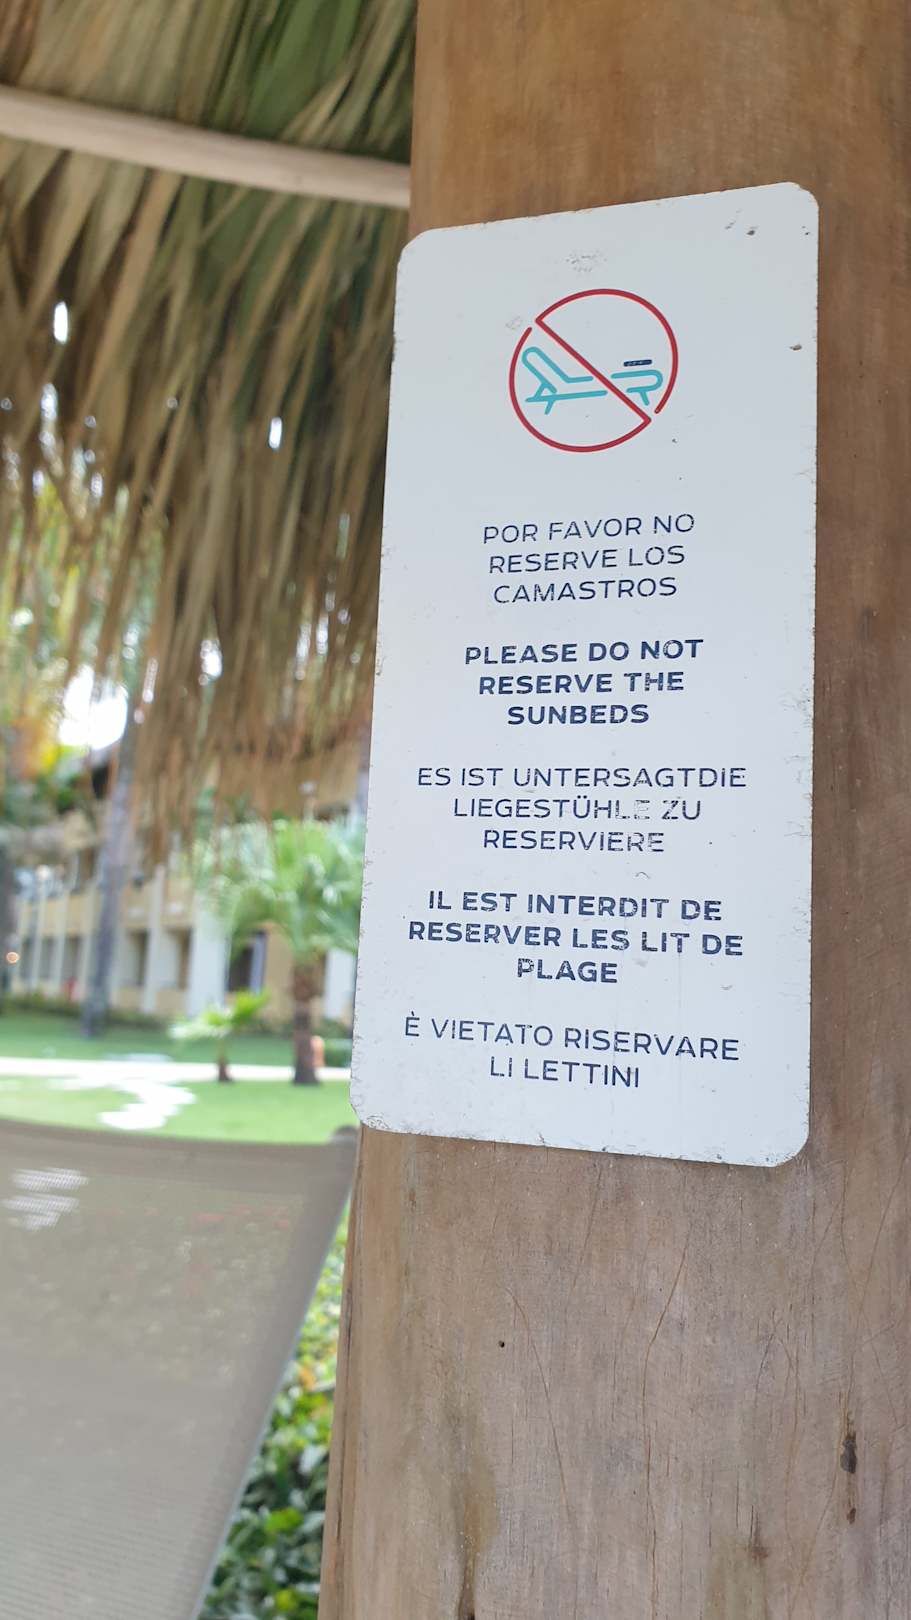 POR FAVOR NO
RESERVE LOS
CAMASTROS
PLEASE DO NOT
RESERVE THE
SUNBEDS
ES IST UNTERSAGTDIE
LIEGESTÜHLE ZU
RESERVIERE
IL EST INTERDIT DE
RESERVER LES LIT DE
PLAGE
È VIETATO RISERVARE
LI LETTINI